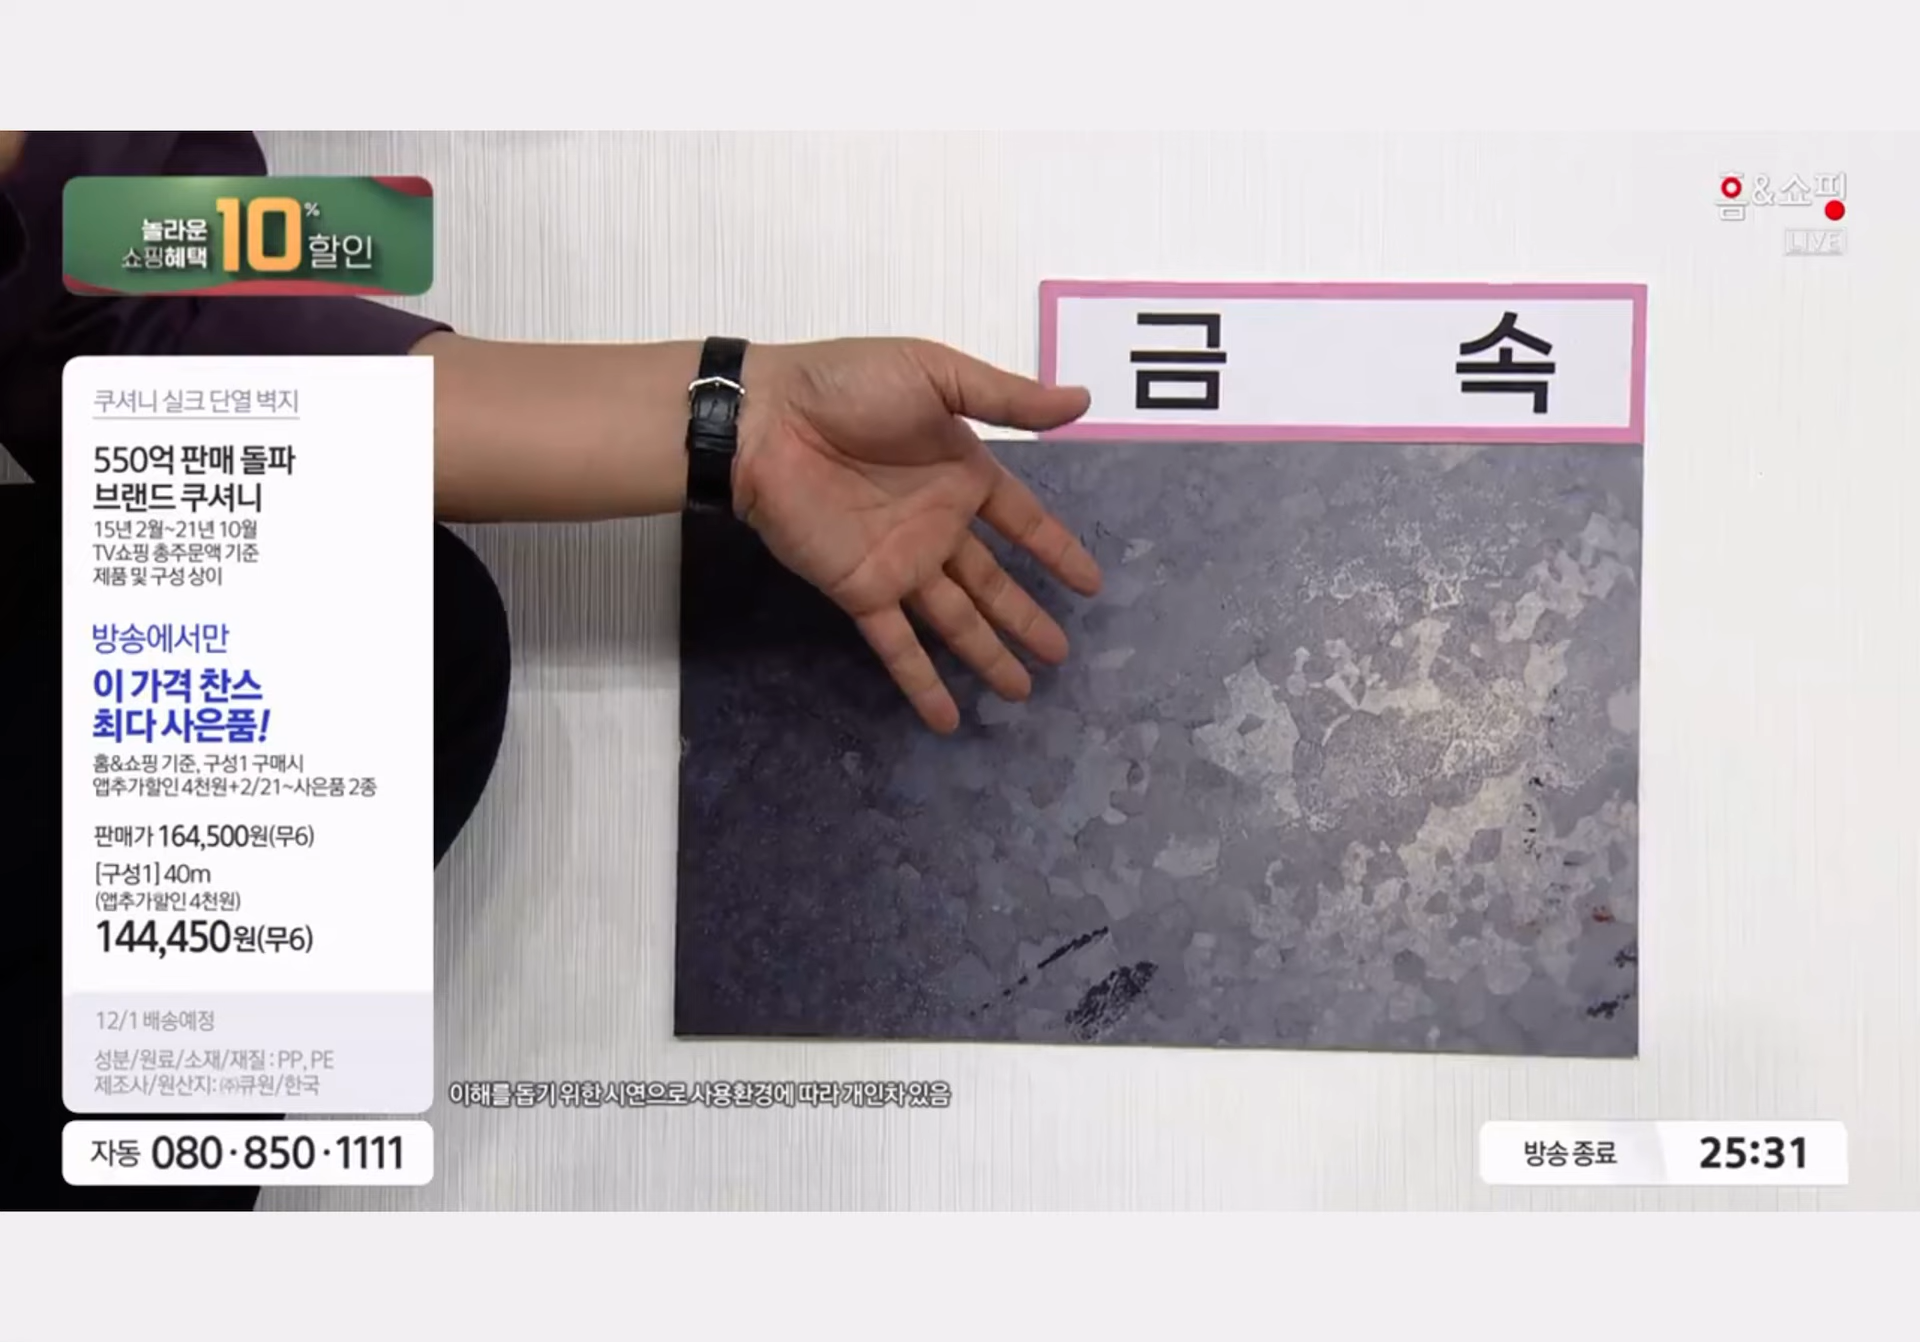 놀라운
쇼핑혜택 10% 할인
홈&쇼핑
LIVE
금 속
쿠셔니 실크 단열 벽지
550억 판매 돌파
브랜드 쿠셔니
15년 2월~21년 10월
TV쇼핑 총주문액 기준
제품 및 구성 상이
방송에서만
이 가격 찬스
최다 사은품!
홈&쇼핑 기준, 구성1 구매시
앱추가할인 4천원+2/21~사은품 2종
판매가 164,500원(무6)
[구성1] 40m
(앱추가할인 4천원)
144,450원(무6)
12/1 배송예정
성분/원료/소재/재질 : PP, PE
제조사/원산지: ㈜큐원/한국
이해를 돕기 위한 시연으로 사용환경에 따라 개인차 있음
자동 080·850·1111
방송 종료 25:31